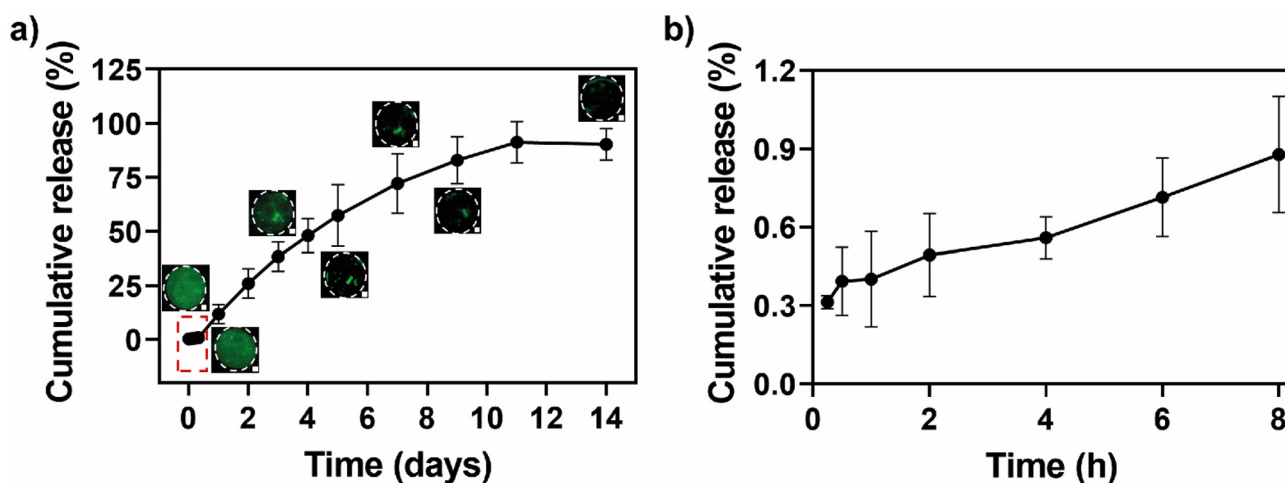 a)
Cumulative release (%)
125
100
75
50
25
0
0 2 4 6 8 10 12 14
Time (days)
b)
Cumulative release (%)
1.2
0.9
0.6
0.3
0.0
0 2 4 6 8
Time (h)